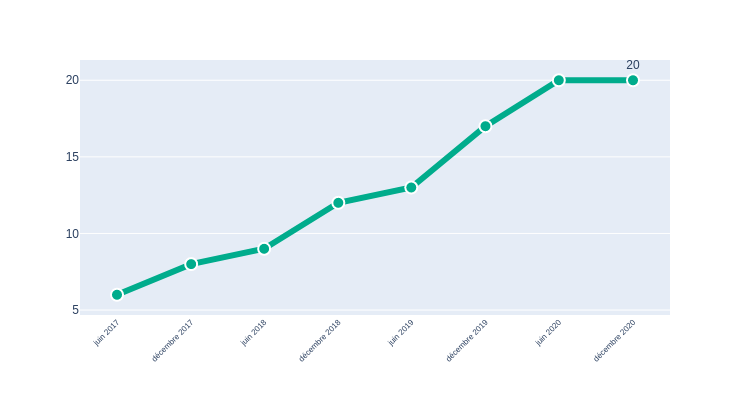 20
20
15
10
5
juin 2017
décembre 2017
juin 2018
décembre 2018
juin 2019
décembre 2019
juin 2020
décembre 2020